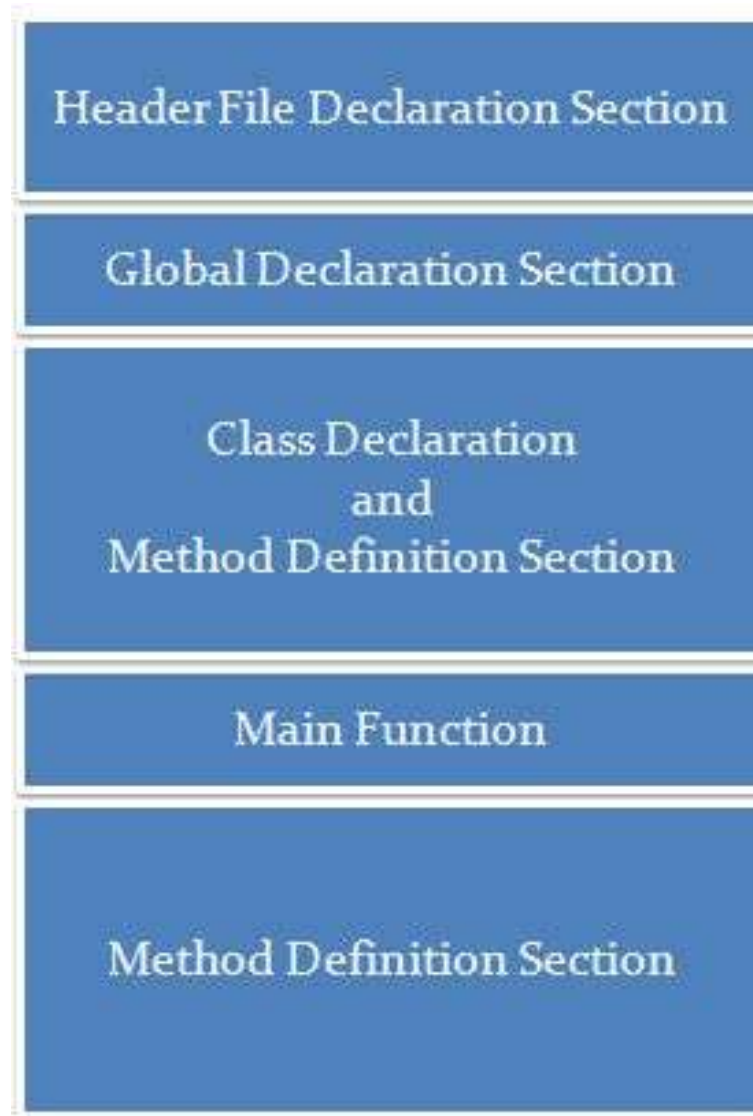 Header File Declaration Section
Global Declaration Section
Class Declaration
and
Method Definition Section
Main Function
Method Definition Section